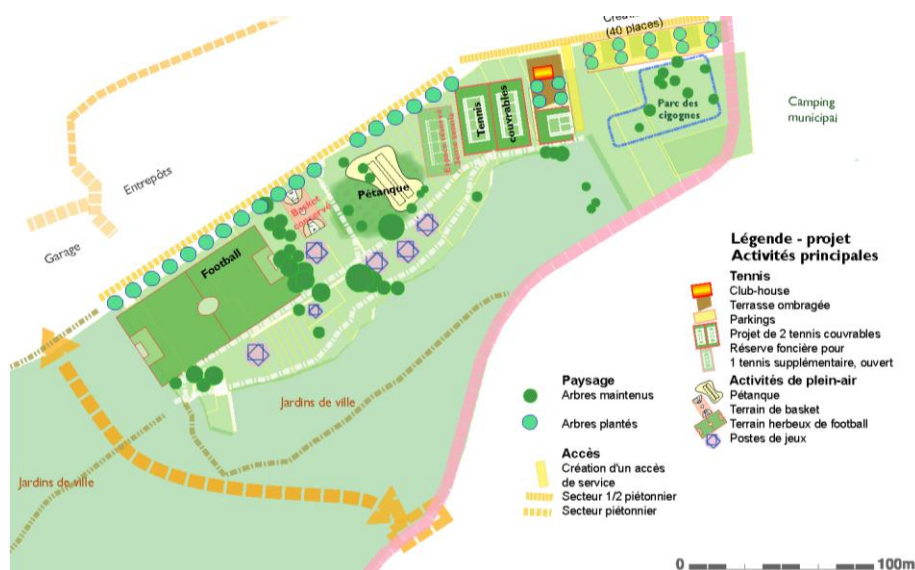 (40 places)
Parc des
cigognes
Camping
municipal
Tennis
couvrables
Pétanque
Basket
conservé
Football
Entrepôts
Garage
Jardins de ville
Jardins de ville
Légende - projet
Activités principales
Tennis
Club-house
Terrasse ombragée
Parkings
Projet de 2 tennis couvrables
Réserve foncière pour
1 tennis supplémentaire, ouvert
Activités de plein-air
Pétanque
Terrain de basket
Terrain herbeux de football
Postes de jeux
Paysage
Arbres maintenus
Arbres plantés
Accès
Création d'un accès
de service
Secteur 1/2 piétonnier
Secteur piétonnier
0
100m